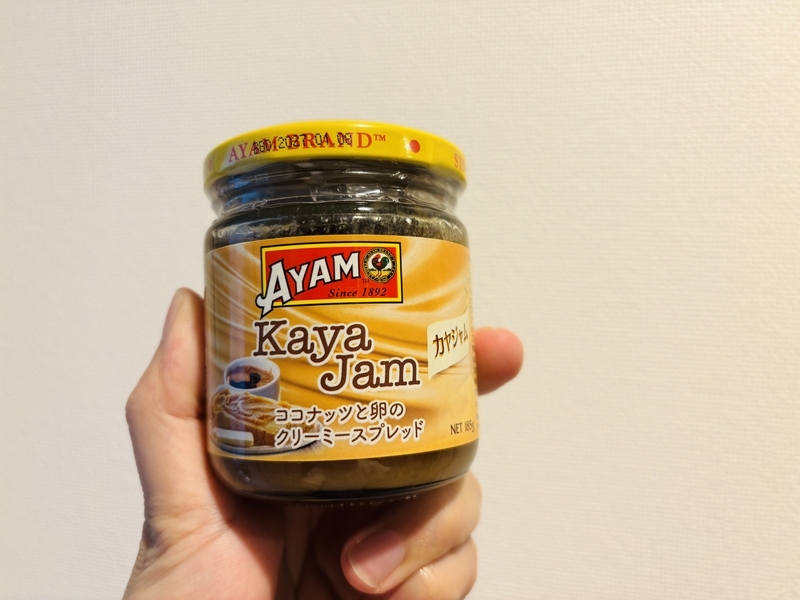 AYAM BRAND™
AYAM
Since 1892
Kaya
Jam
カヤジャム
ココナッツと卵の
クリーミースプレッド
NET 185g